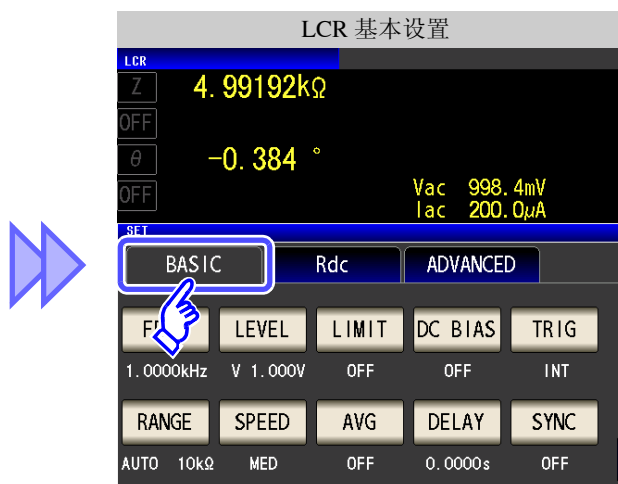 LCR 基本设置
LCR
Z 4.99192kΩ
OFF
θ -0.384 °
OFF
Vac 998.4mV
Iac 200.0μA
SET
BASIC Rdc ADVANCED
LEVEL LIMIT DC BIAS TRIG
1.0000kHz V 1.000V OFF OFF INT
RANGE SPEED AVG DELAY SYNC
AUTO 10kΩ MED OFF 0.0000s OFF